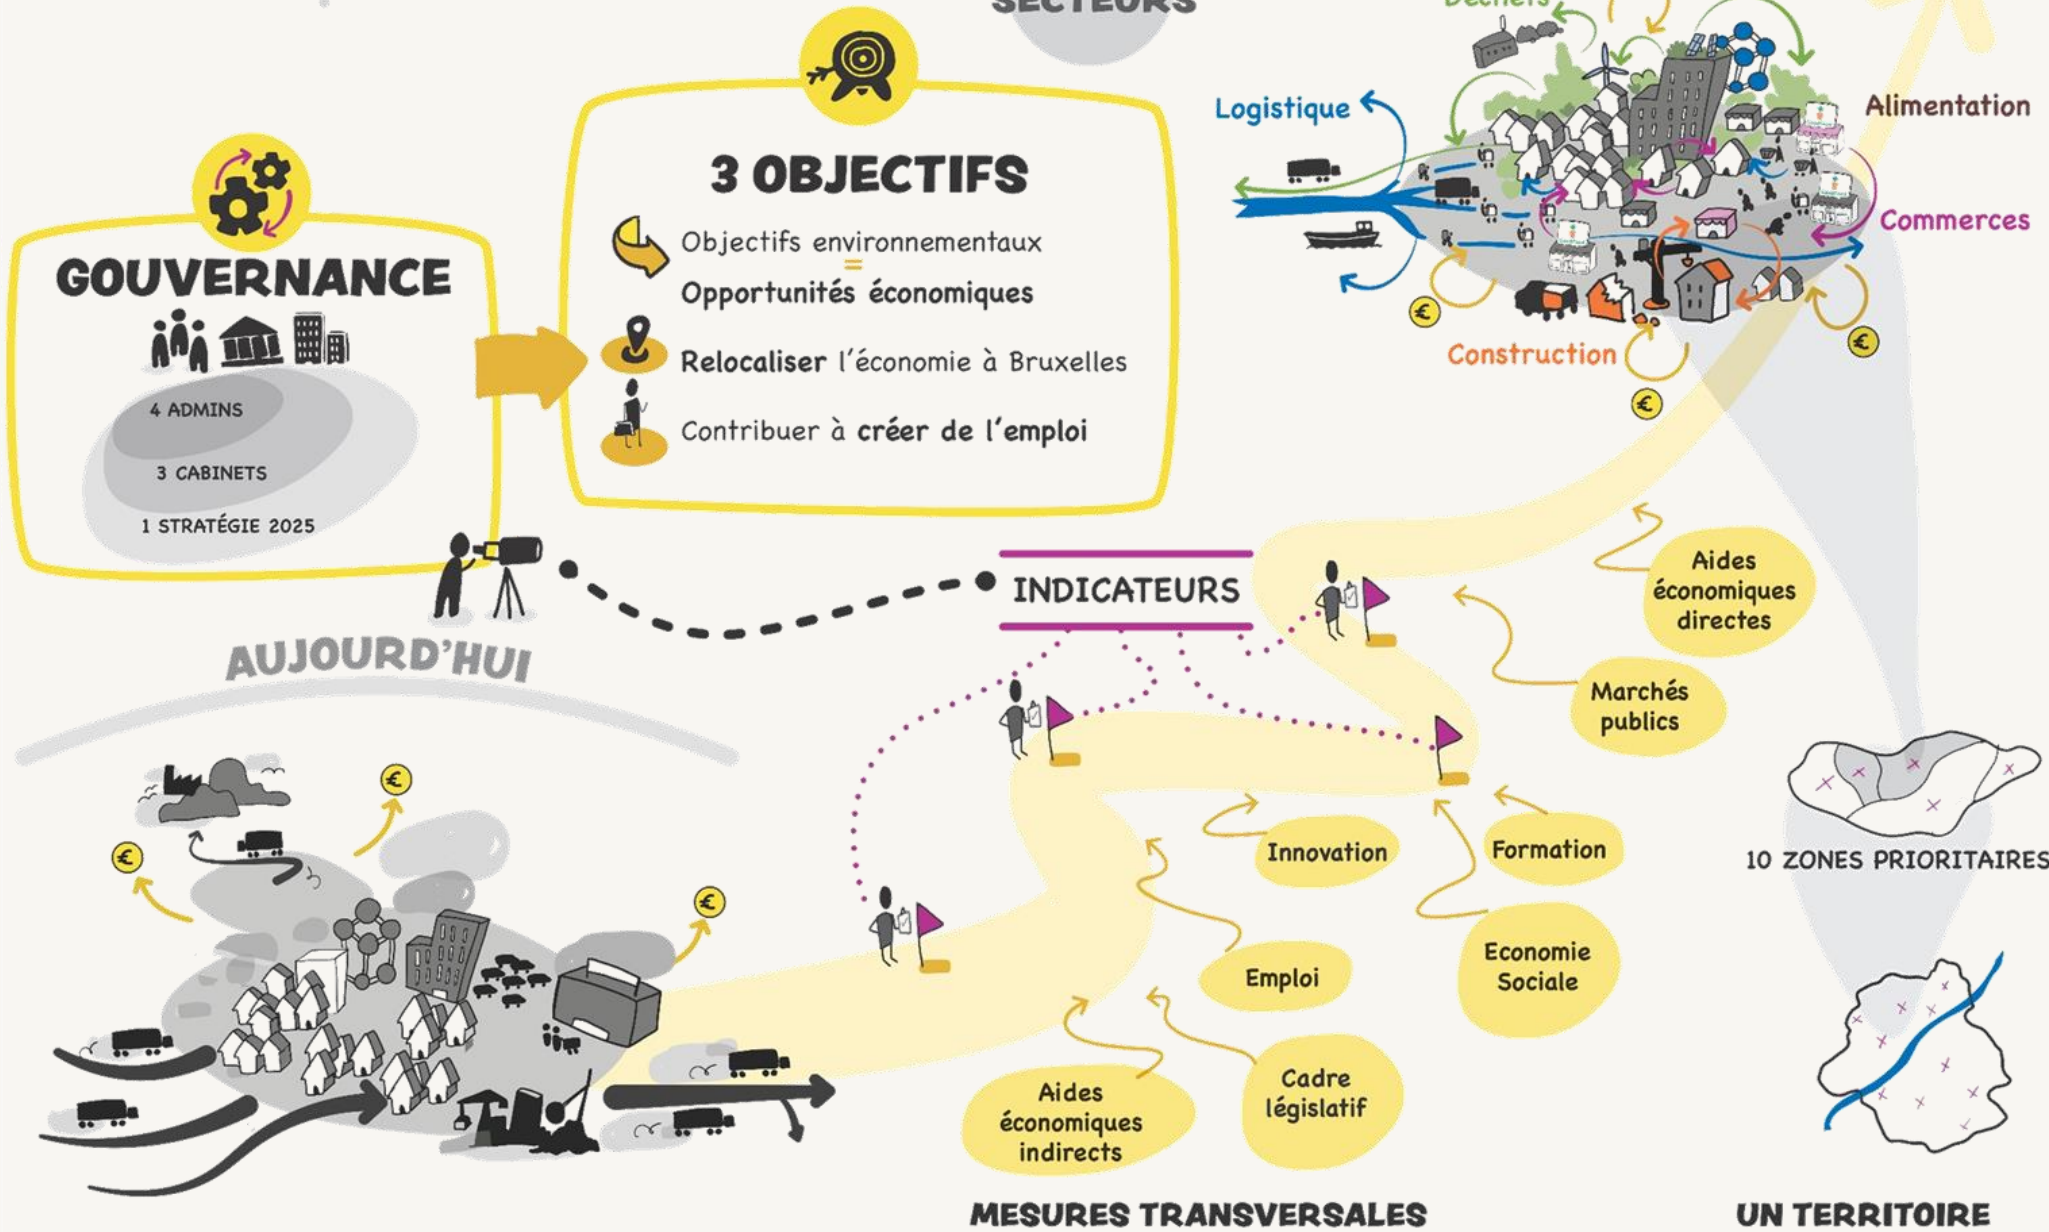 SECTEURS
Déchets
Logistique
Alimentation
Commerces
Construction
€
€
€
GOUVERNANCE
4 ADMINS
3 CABINETS
1 STRATÉGIE 2025
3 OBJECTIFS
Objectifs environnementaux
=
Opportunités économiques
Relocaliser l'économie à Bruxelles
Contribuer à créer de l'emploi
INDICATEURS
AUJOURD'HUI
€
€
€
Aides
économiques
directes
Marchés
publics
Innovation
Formation
Emploi
Economie
Sociale
Aides
économiques
indirects
Cadre
législatif
MESURES TRANSVERSALES
10 ZONES PRIORITAIRES
UN TERRITOIRE